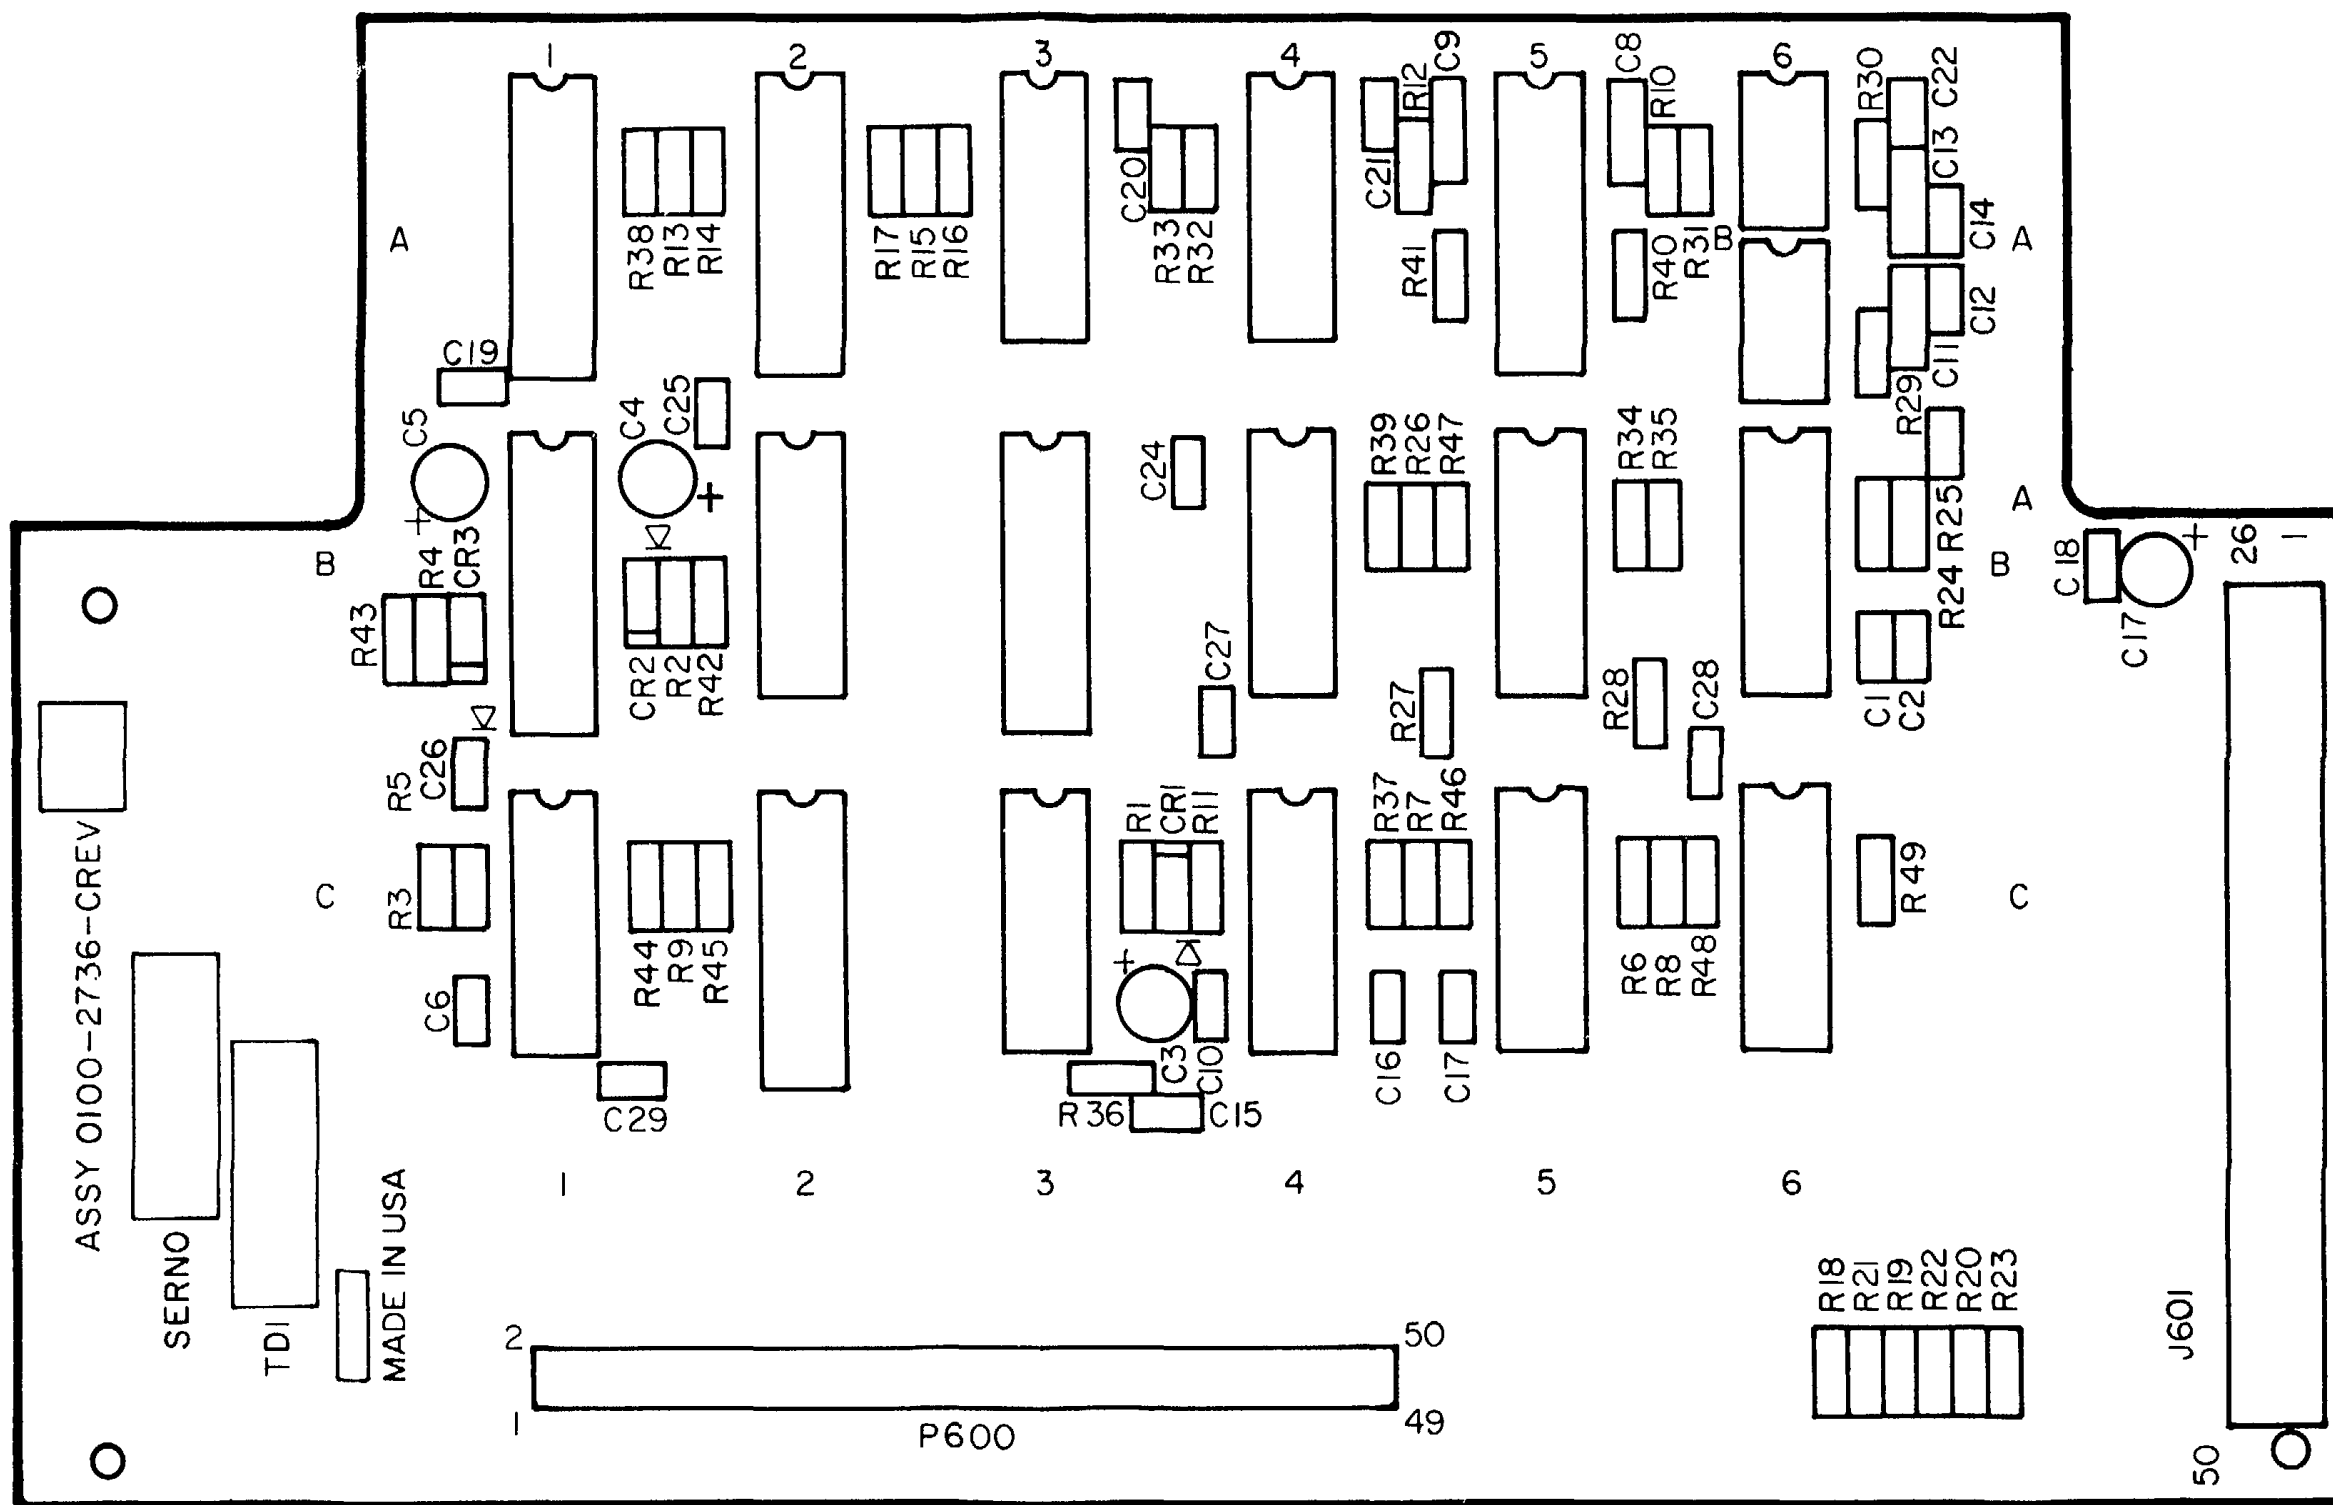 1
2
3
4
5
6
C9
R12
C8
R10
R30
C22
C13
C21
C20
R38
R13
R14
R17
R15
R16
R33
R32
R41
R40
R31
B
C14
A
A
C12
C11
R29
C19
C5
C4
C25
C24
R39
R26
R47
R34
R35
A
R25
R24
B
B
R4
CR3
R43
CR2
R2
R42
C27
R27
R28
C28
C1
C2
C18
C17
26
1
R5
C26
R3
C
R1
CR1
R11
R37
R7
R46
R49
C
C6
R44
R9
R45
R6
R8
R48
C3
C10
C16
C17
C29
R36
C15
ASSY 0100-2736-CREV
SERNO
TDI
MADE IN USA
1
2
3
4
5
6
R18
R21
R19
R22
R20
R23
J601
50
2
50
1
49
P600
+
+
+
+